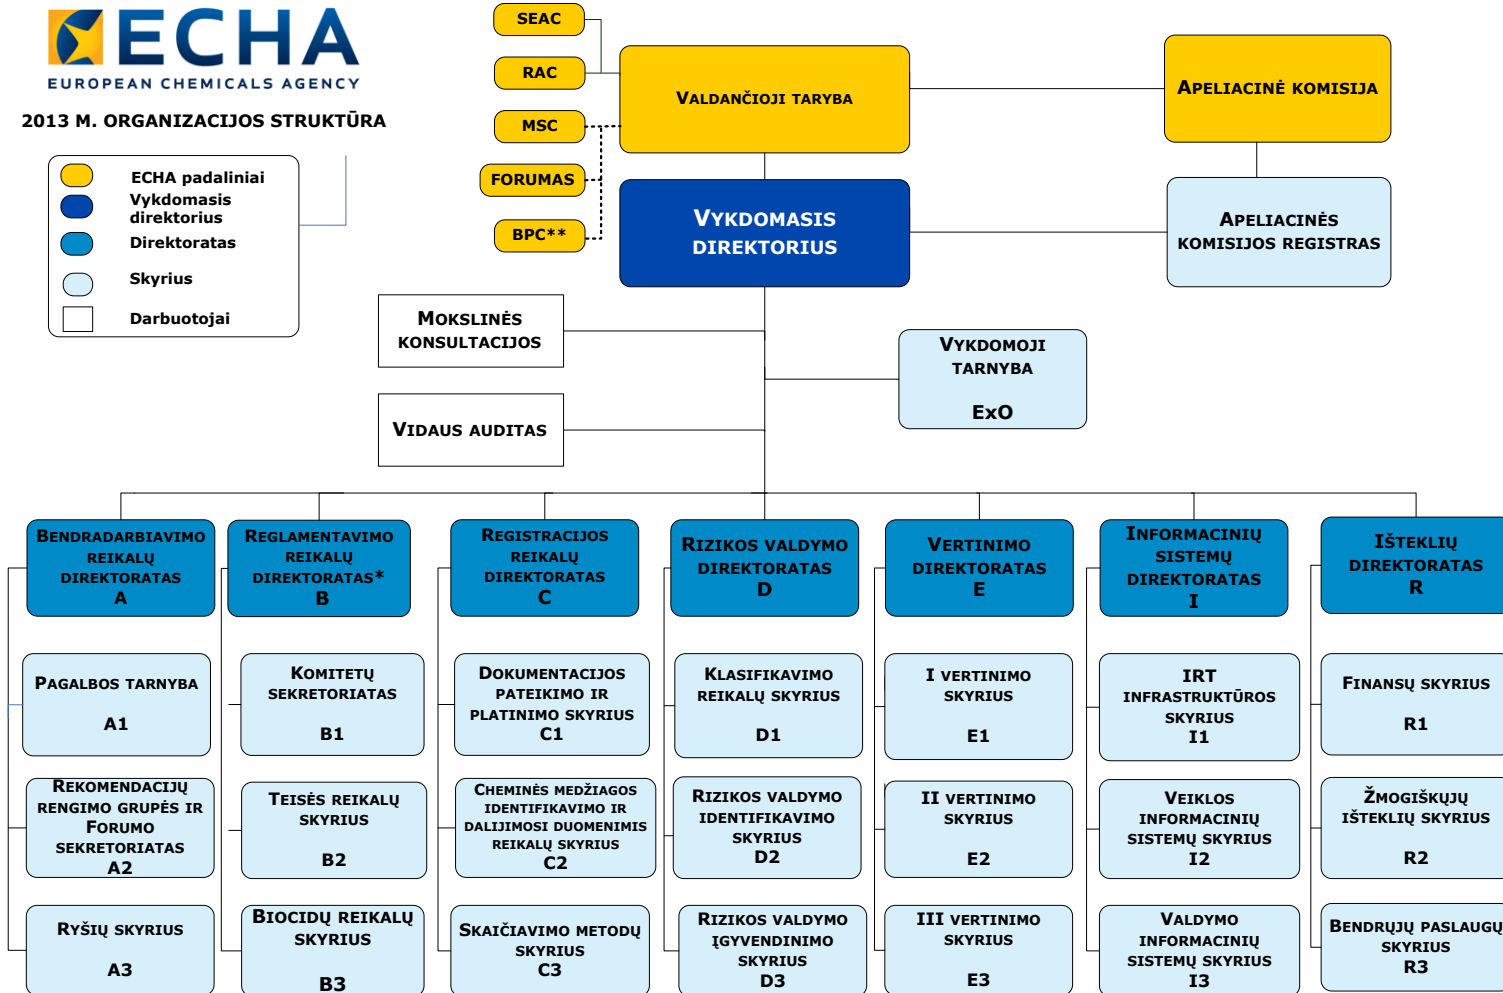 ECHA
EUROPEAN CHEMICALS AGENCY
2013 M. ORGANIZACIJOS STRUKTŪRA
ECHA padaliniai
Vykdomasis
direktorius
Direktoratas
Skyrius
Darbuotojai
SEAC
RAC
MSC
FORUMAS
BPC**
VALDANČIOJI TARYBA
APELIACINĖ KOMISIJA
VYKDOMASIS
DIREKTORIUS
APELIACINĖS
KOMISIJOS REGISTRAS
MOKSLINĖS
KONSULTACIJOS
VYKDOMOJI
TARNYBA
ExO
VIDAUS AUDITAS
BENDRADARBIAVIMO
REIKALŲ
DIREKTORATAS
A
REGLAMENTAVIMO
REIKALŲ
DIREKTORATAS*
B
REGISTRACIJOS
REIKALŲ
DIREKTORATAS
C
RIZIKOS VALDYMO
DIREKTORATAS
D
VERTINIMO
DIREKTORATAS
E
INFORMACINIŲ
SISTEMŲ
DIREKTORATAS
I
IŠTEKLIŲ
DIREKTORATAS
R
PAGALBOS TARNYBA
A1
KOMITETŲ
SEKRETORIATAS
B1
DOKUMENTACIJOS
PATEIKIMO IR
PLATINIMO SKYRIUS
C1
KLASIFIKAVIMO
REIKALŲ SKYRIUS
D1
I VERTINIMO
SKYRIUS
E1
IRT
INFRASTRUKTŪROS
SKYRIUS
I1
FINANSŲ SKYRIUS
R1
REKOMENDACIJŲ
RENGIMO GRUPĖS IR
FORUMO
SEKRETORIATAS
A2
TEISĖS REIKALŲ
SKYRIUS
B2
CHEMINĖS MEDŽIAGOS
IDENTIFIKAVIMO IR
DALIJIMOSI DUOMENIMIS
REIKALŲ SKYRIUS
C2
RIZIKOS VALDYMO
IDENTIFIKAVIMO
SKYRIUS
D2
II VERTINIMO
SKYRIUS
E2
VEIKLOS
INFORMACINIŲ
SISTEMŲ SKYRIUS
I2
ŽMOGIŠKŲJŲ
IŠTEKLIŲ SKYRIUS
R2
RYŠIŲ SKYRIUS
A3
BIOCIDŲ REIKALŲ
SKYRIUS
B3
SKAIČIAVIMO METODŲ
SKYRIUS
C3
RIZIKOS VALDYMO
ĮGYVENDINIMO
SKYRIUS
D3
III VERTINIMO
SKYRIUS
E3
VALDYMO
INFORMACINIŲ
SISTEMŲ SKYRIUS
I3
BENDRŲJŲ PASLAUGŲ
SKYRIUS
R3